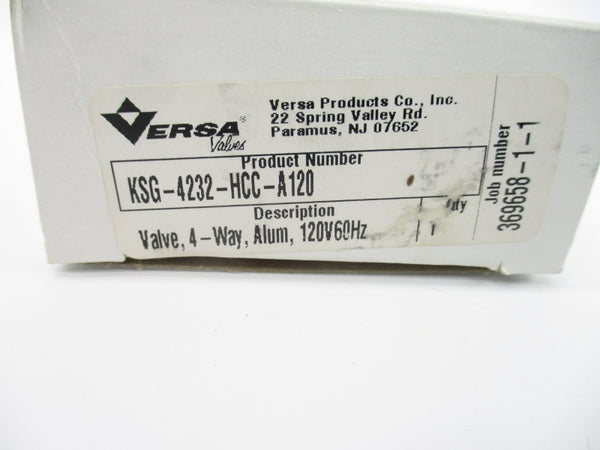 VERSA®
Valves
Versa Products Co., Inc.
22 Spring Valley Rd.
Paramus, NJ 07652
Product Number
KSG-4232-HCC-A120
Description
Valve, 4-Way, Alum, 120V60Hz
Qty
1
Job number
369658-1-1